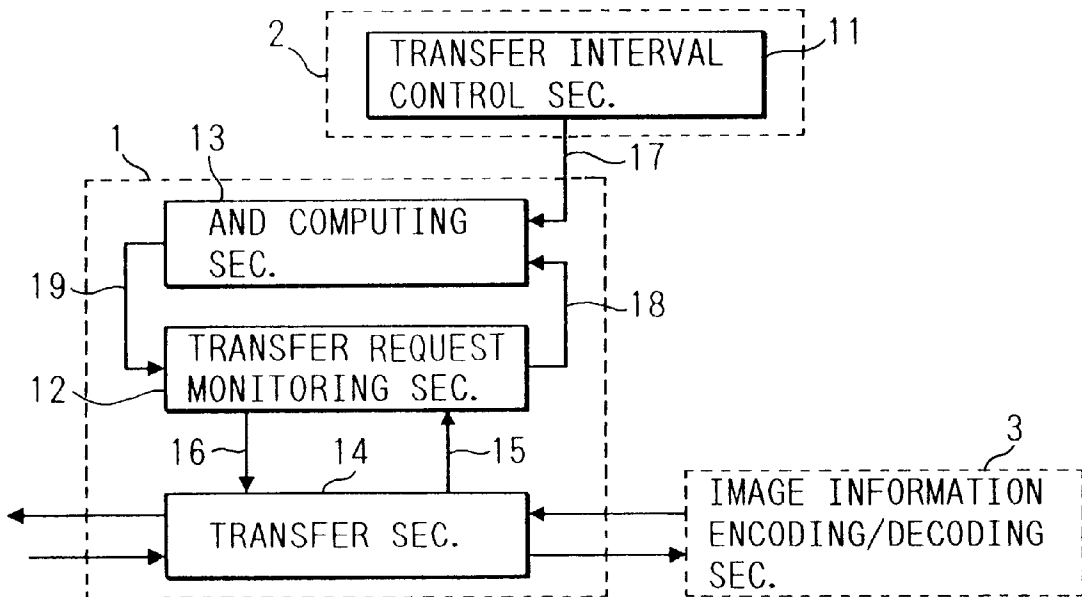 2
TRANSFER INTERVAL
CONTROL SEC.
11
1
13
17
AND COMPUTING
SEC.
19
18
TRANSFER REQUEST
MONITORING SEC.
12
16
14
15
3
TRANSFER SEC.
IMAGE INFORMATION
ENCODING/DECODING
SEC.